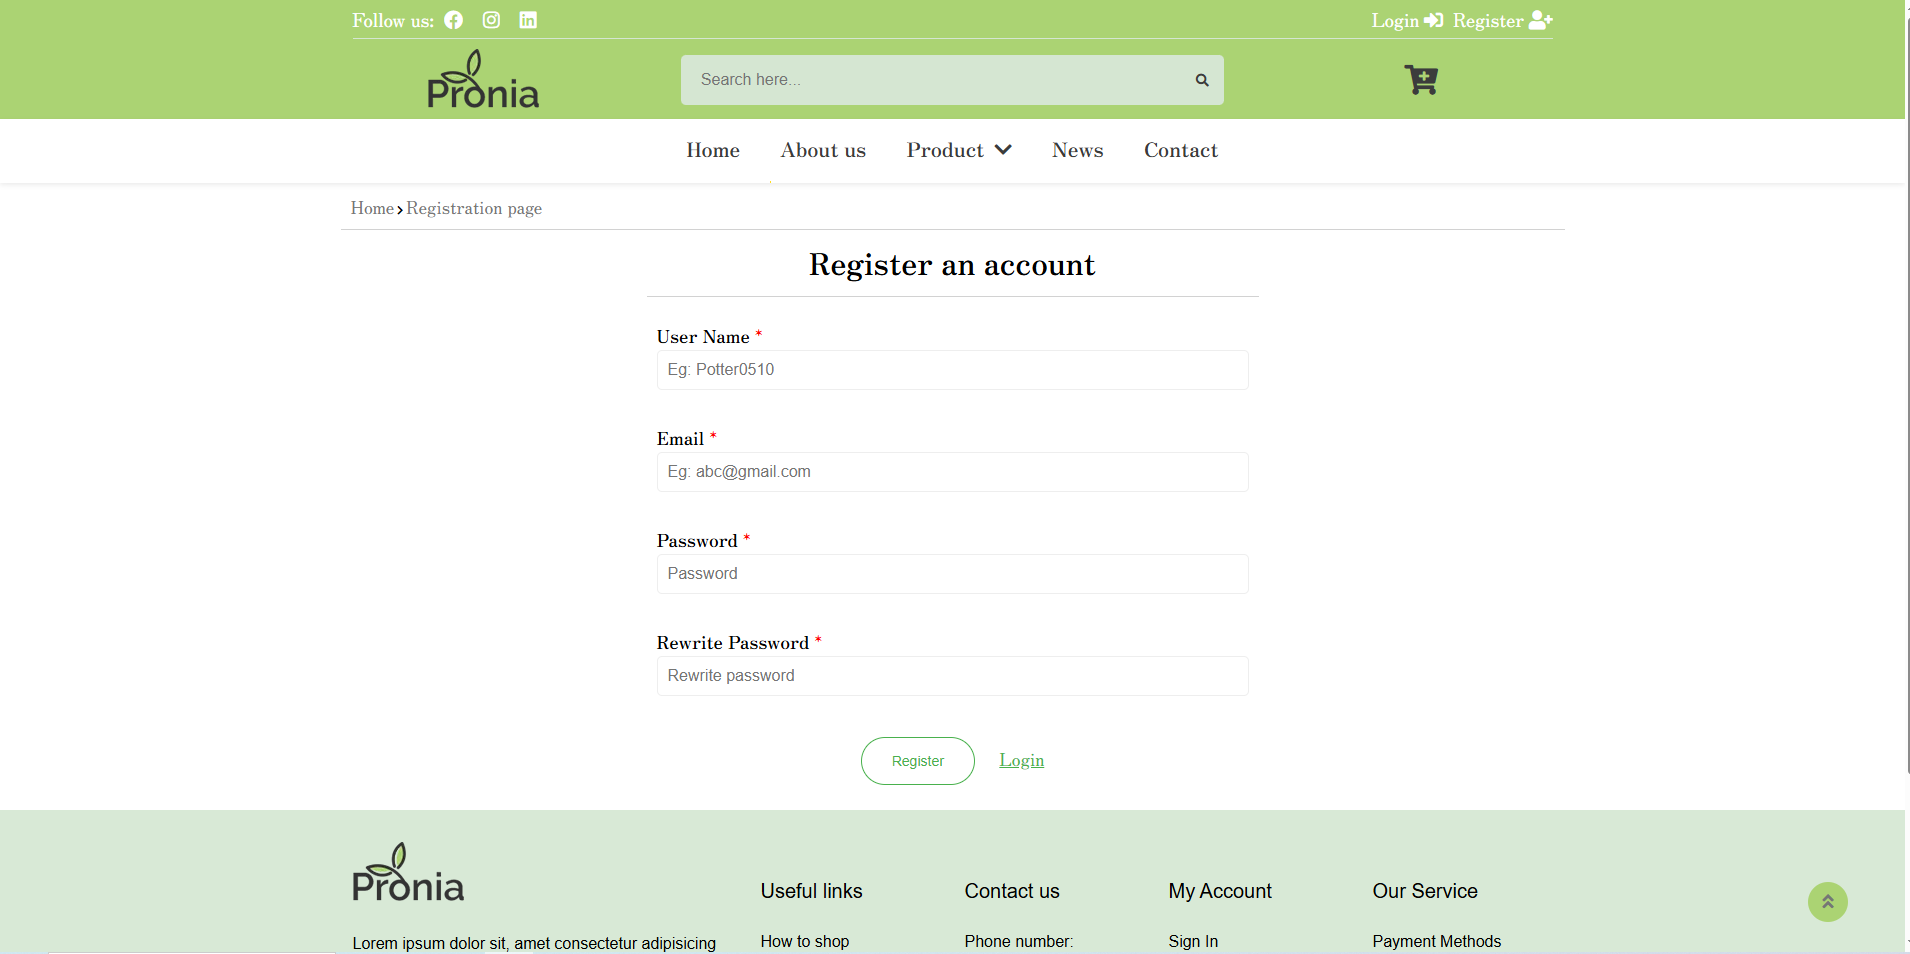 Follow us:
Login Register
Pronia
Search here...
Home About us Product News Contact
Home Registration page
Register an account
User Name *
Eg: Potter0510
Email *
Eg: abc@gmail.com
Password *
Password
Rewrite Password *
Rewrite password
Register Login
Pronia
Lorem ipsum dolor sit, amet consectetur adipisicing
Useful links
How to shop
Contact us
Phone number:
My Account
Sign In
Our Service
Payment Methods